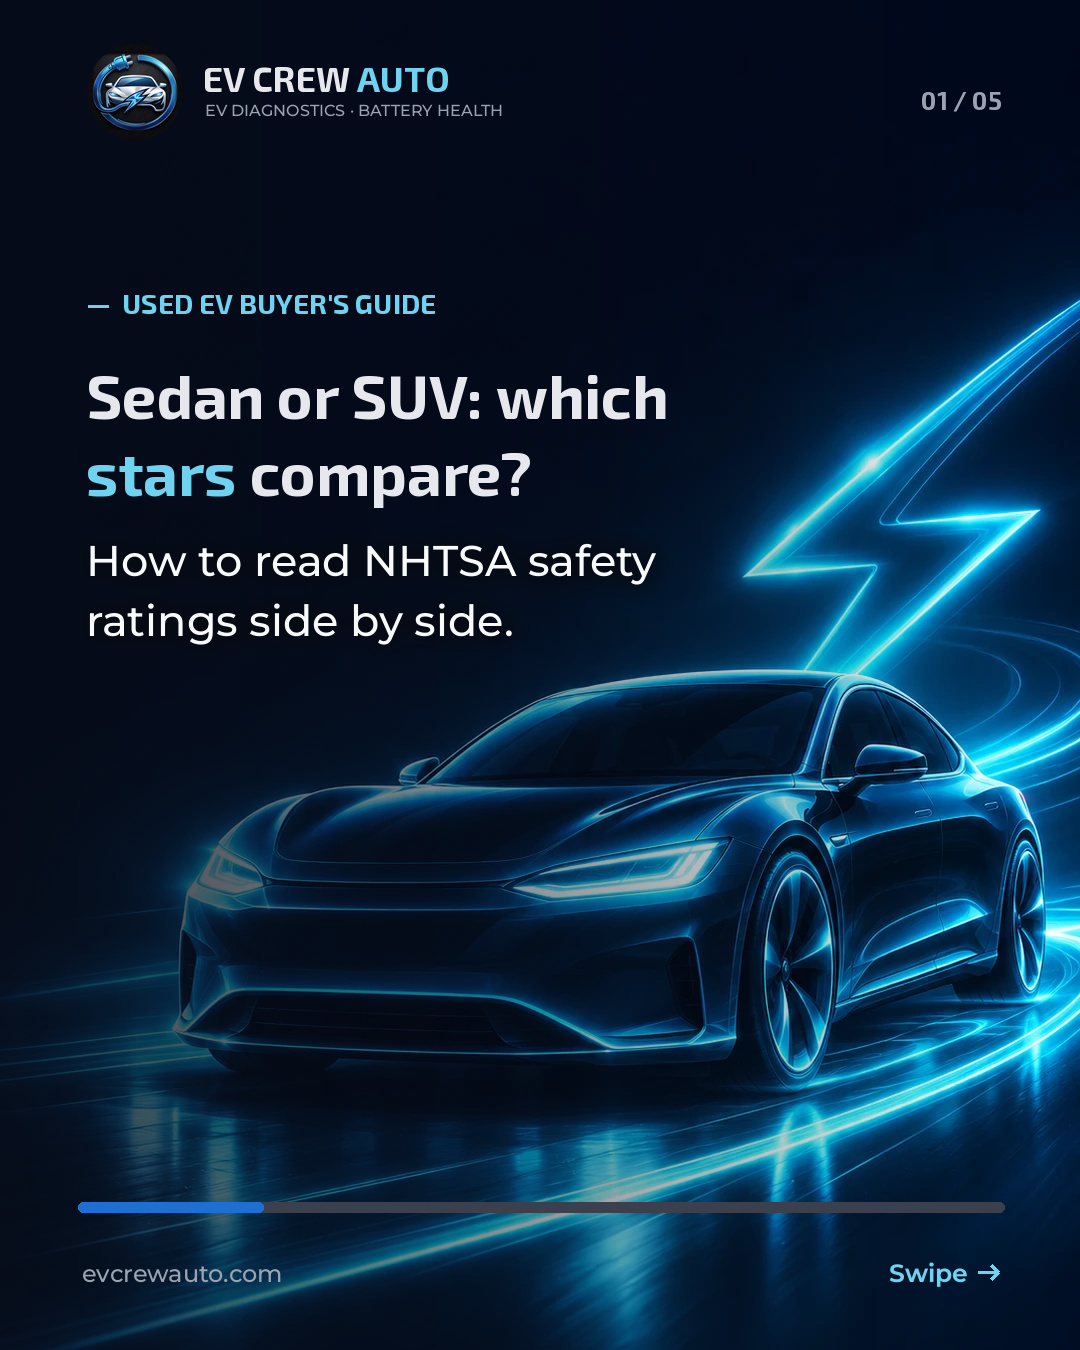 EV CREW AUTO
EV DIAGNOSTICS · BATTERY HEALTH
01 / 05
— USED EV BUYER'S GUIDE
Sedan or SUV: which
stars compare?
How to read NHTSA safety
ratings side by side.
evcrewauto.com
Swipe →